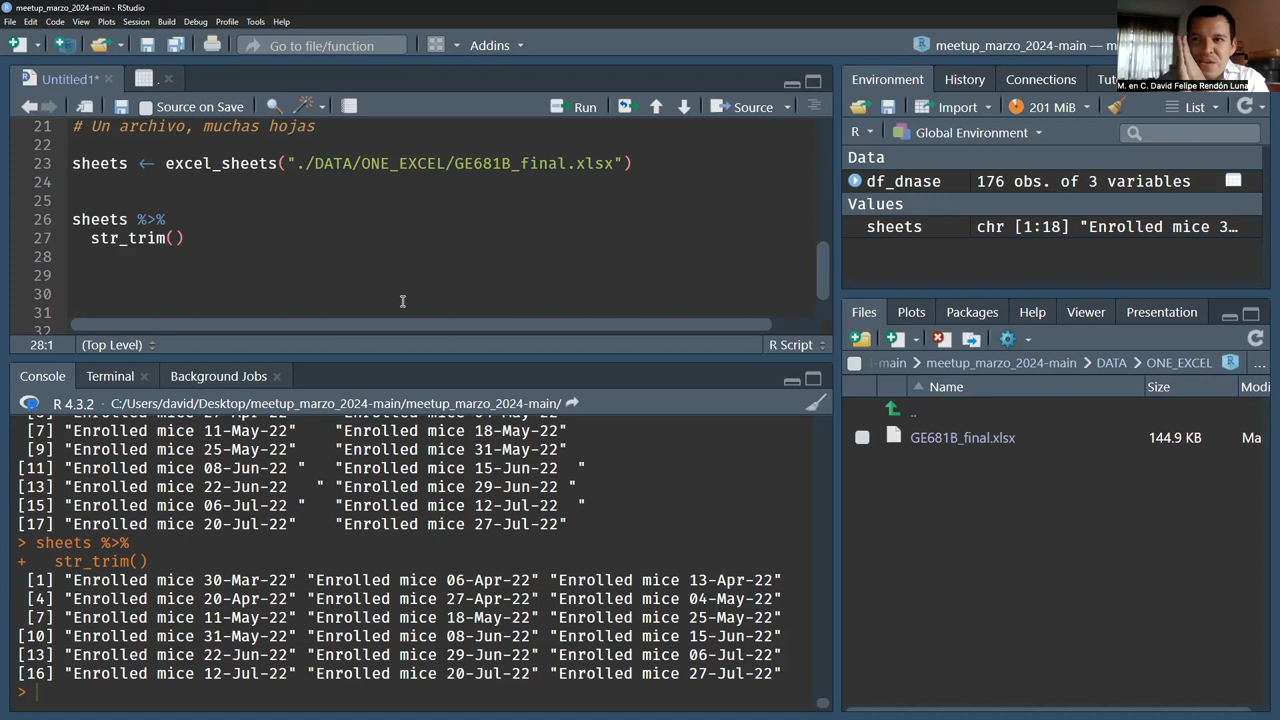 meetup_marzo_2024-main - RStudio
File Edit Code View Plots Session Build Debug Profile Tools Help
Go to file/function
Addins
meetup_marzo_2024-main
M. en C. David Felipe Rendón Luna
Untitled1*
.
Source on Save
Run
Source
21 # Un archivo, muchas hojas
22
23 sheets <- excel_sheets("./DATA/ONE_EXCEL/GE681B_final.xlsx")
24
25
26 sheets %>%
27 str_trim()
28
29
30
31
32
28:1 (Top Level) R Script
Console Terminal Background Jobs
R 4.3.2 · C:/Users/david/Desktop/meetup_marzo_2024-main/meetup_marzo_2024-main/
[7] "Enrolled mice 11-May-22" "Enrolled mice 18-May-22"
[9] "Enrolled mice 25-May-22" "Enrolled mice 31-May-22"
[11] "Enrolled mice 08-Jun-22 " "Enrolled mice 15-Jun-22  "
[13] "Enrolled mice 22-Jun-22   " "Enrolled mice 29-Jun-22 "
[15] "Enrolled mice 06-Jul-22 " "Enrolled mice 12-Jul-22  "
[17] "Enrolled mice 20-Jul-22" "Enrolled mice 27-Jul-22"
> sheets %>%
+ str_trim()
[1] "Enrolled mice 30-Mar-22" "Enrolled mice 06-Apr-22" "Enrolled mice 13-Apr-22"
[4] "Enrolled mice 20-Apr-22" "Enrolled mice 27-Apr-22" "Enrolled mice 04-May-22"
[7] "Enrolled mice 11-May-22" "Enrolled mice 18-May-22" "Enrolled mice 25-May-22"
[10] "Enrolled mice 31-May-22" "Enrolled mice 08-Jun-22" "Enrolled mice 15-Jun-22"
[13] "Enrolled mice 22-Jun-22" "Enrolled mice 29-Jun-22" "Enrolled mice 06-Jul-22"
[16] "Enrolled mice 12-Jul-22" "Enrolled mice 20-Jul-22" "Enrolled mice 27-Jul-22"
>
Environment History Connections Tu
Import 201 MiB List
R Global Environment
Data
df_dnase 176 obs. of 3 variables
Values
sheets chr [1:18] "Enrolled mice 3…
Files Plots Packages Help Viewer Presentation
-main meetup_marzo_2024-main DATA ONE_EXCEL ...
Name Size Modi
..
GE681B_final.xlsx 144.9 KB Ma